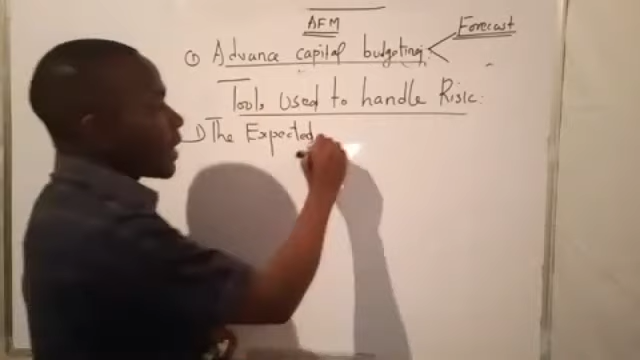 AFM
① Advance capital budgeting Forecast
Tools Used to handle Risk:
1) The Expected